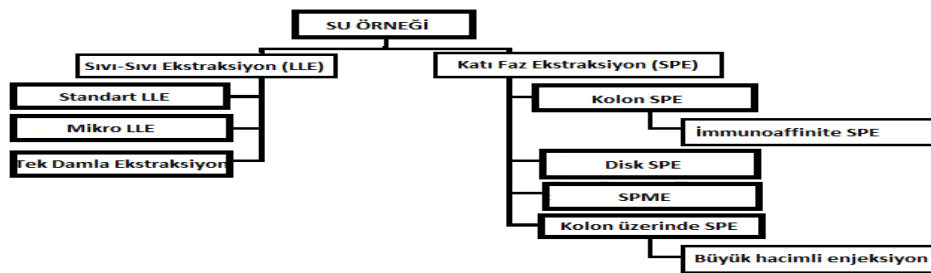 SU ÖRNEĞİ
Sıvı-Sıvı Ekstraksiyon (LLE)
Standart LLE
Mikro LLE
Tek Damla Ekstraksiyon
Katı Faz Ekstraksiyon (SPE)
Kolon SPE
İmmunoaffinite SPE
Disk SPE
SPME
Kolon üzerinde SPE
Büyük hacimli enjeksiyon